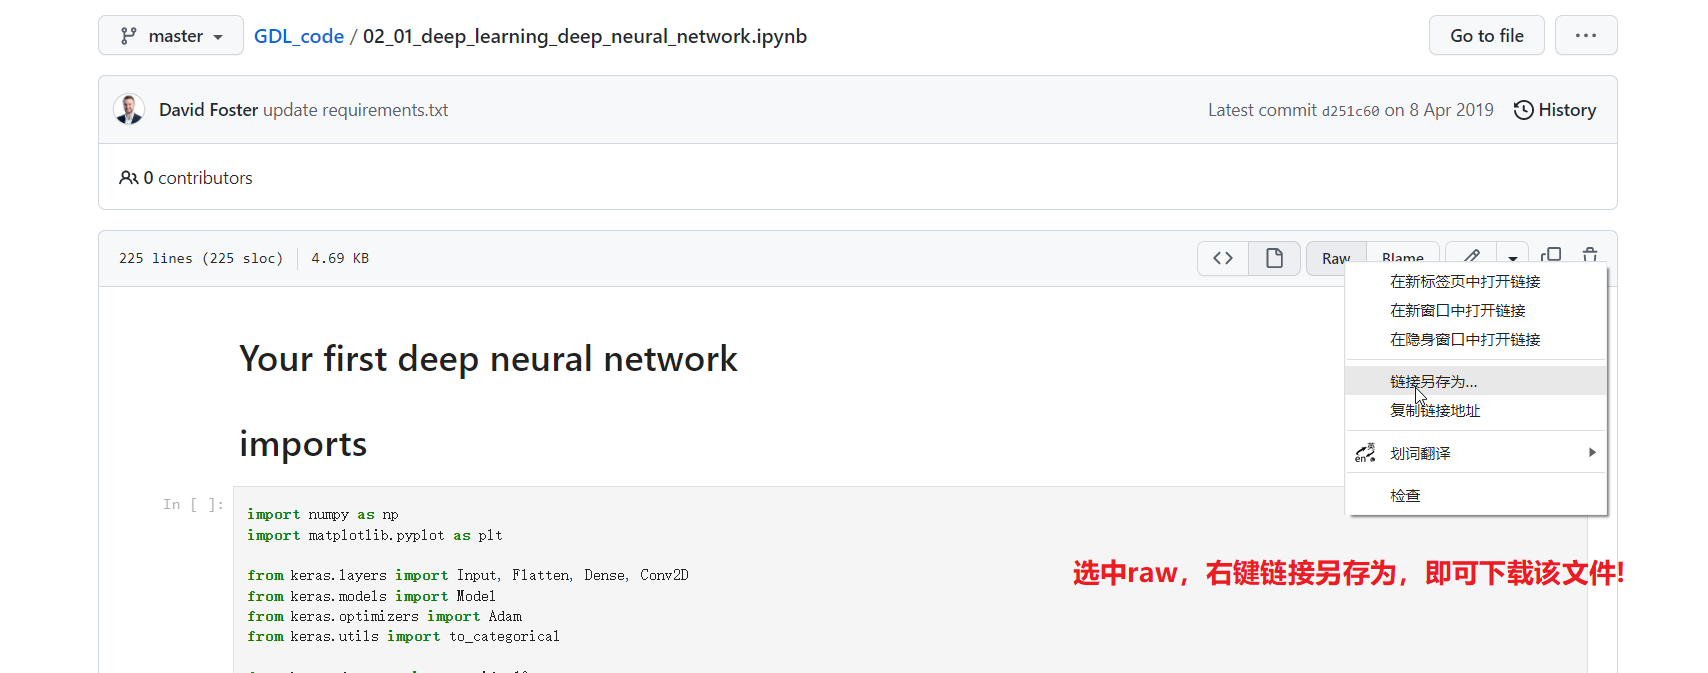 master
GDL_code / 02_01_deep_learning_deep_neural_network.ipynb
Go to file
David Foster update requirements.txt
Latest commit d251c60 on 8 Apr 2019
History
0 contributors
225 lines (225 sloc)
4.69 KB
Raw
Blame
在新标签页中打开链接
在新窗口中打开链接
在隐身窗口中打开链接
链接另存为...
复制链接地址
英
en
划词翻译
检查
Your first deep neural network
imports
In [ ]:
import numpy as np
import matplotlib.pyplot as plt
from keras.layers import Input, Flatten, Dense, Conv2D
from keras.models import Model
from keras.optimizers import Adam
from keras.utils import to_categorical
选中raw，右键链接另存为，即可下载该文件!